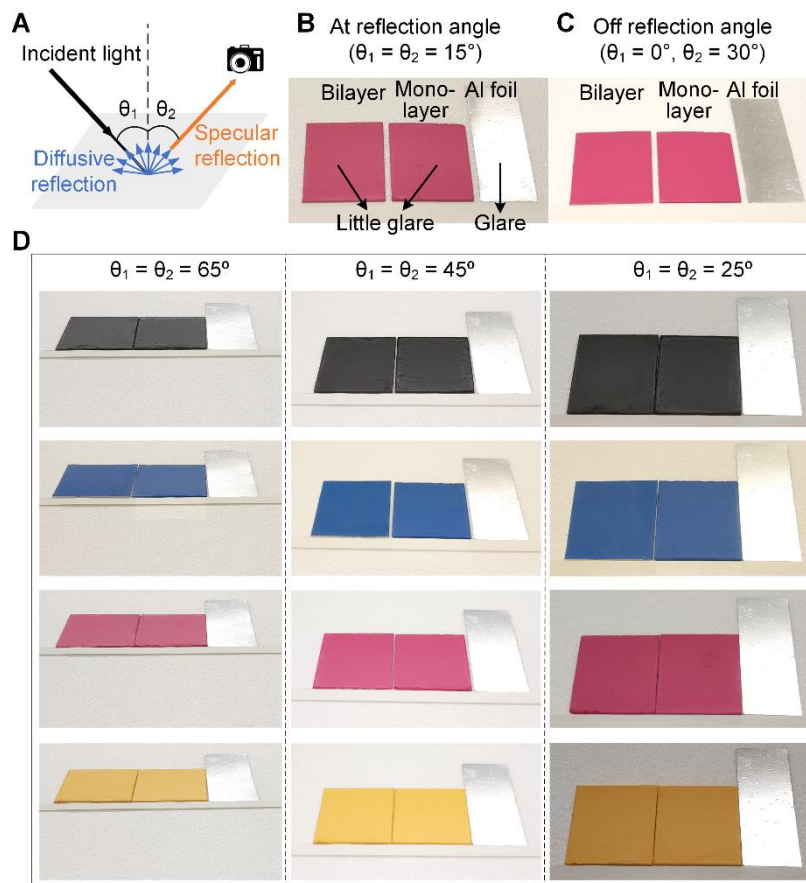 A
Incident light
θ₁
θ₂
Specular
reflection
Diffusive
reflection
B
At reflection angle
(θ₁ = θ₂ = 15°)
Bilayer
Mono-
layer
Al foil
Little glare
Glare
C
Off reflection angle
(θ₁ = 0°, θ₂ = 30°)
Bilayer
Mono-
layer
Al foil
D
θ₁ = θ₂ = 65º
θ₁ = θ₂ = 45º
θ₁ = θ₂ = 25º